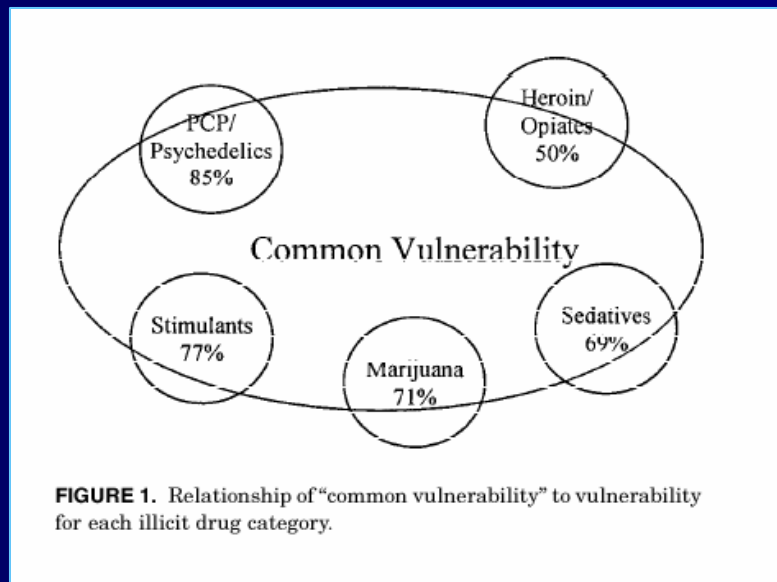 PCP/
Psychedelics
85%
Heroin/
Opiates
50%
Common Vulnerability
Stimulants
77%
Marijuana
71%
Sedatives
69%
FIGURE 1. Relationship of “common vulnerability” to vulnerability
for each illicit drug category.